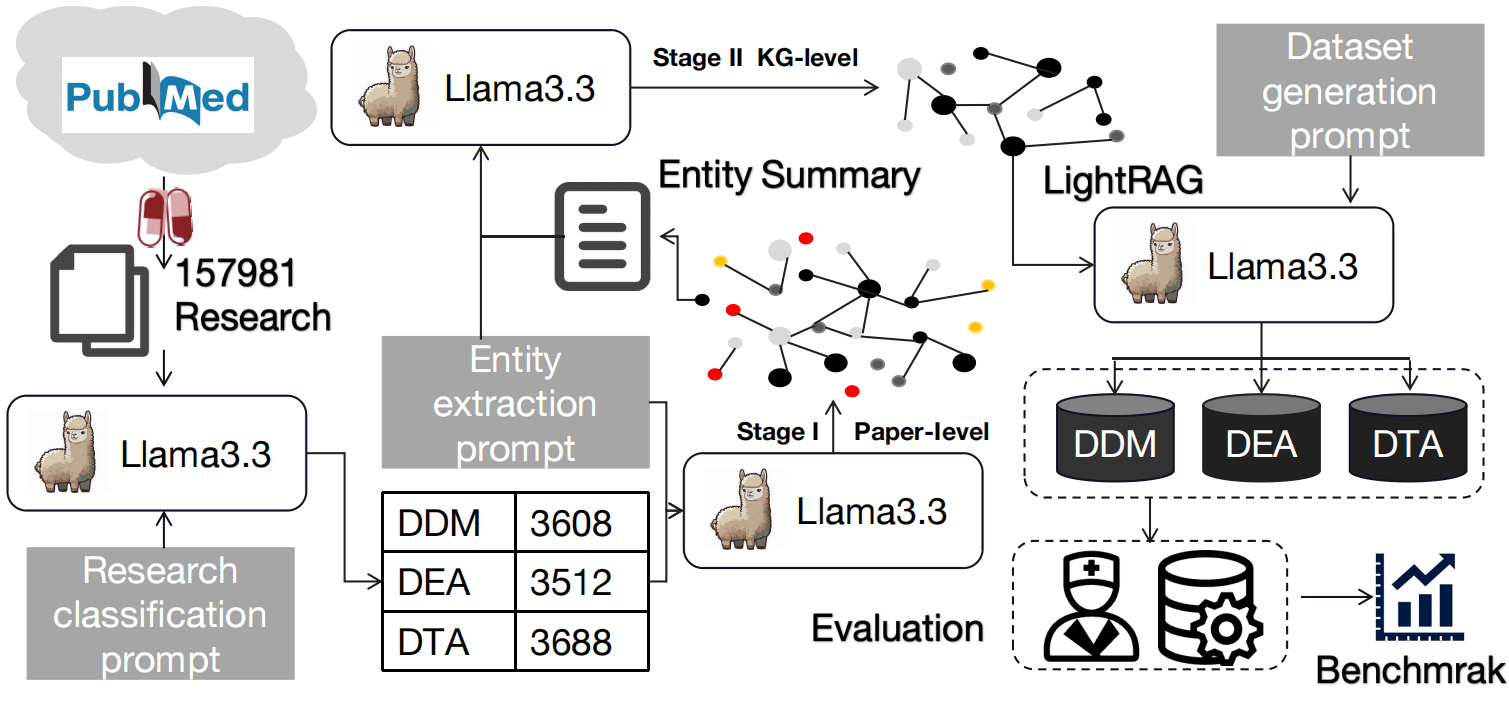 PubMed
157981
Research
Llama3.3
Research
classification
prompt
DDM 3608
DEA 3512
DTA 3688
Entity
extraction
prompt
Llama3.3
Stage I Paper-level
Entity Summary
Llama3.3
Stage II KG-level
LightRAG
Dataset
generation
prompt
Llama3.3
DDM DEA DTA
Evaluation
Benchmrak